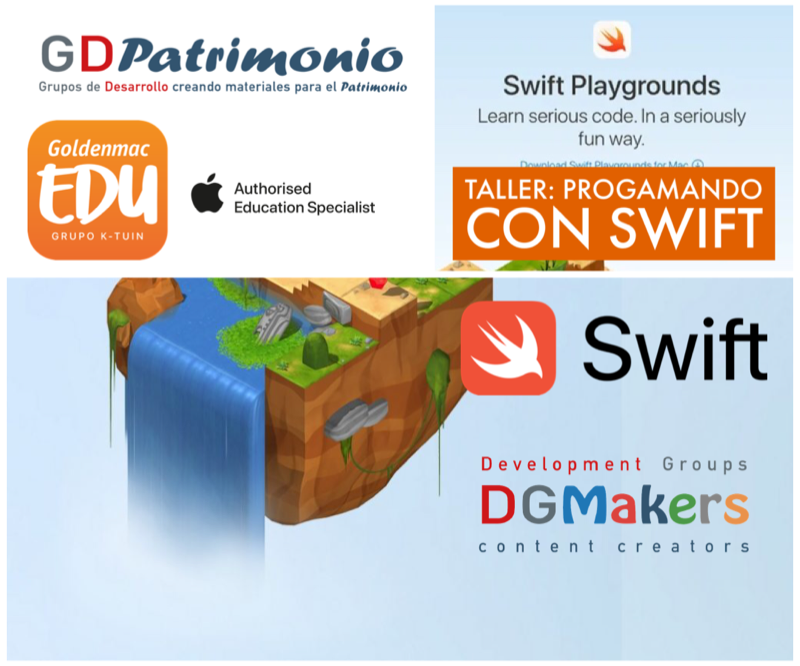 GDPatrimonio
Grupos de Desarrollo creando materiales para el Patrimonio
Goldenmac
EDU
GRUPO K-TUIN
Authorised
Education Specialist
Swift Playgrounds
Learn serious code. In a seriously
fun way.
Download Swift Playgrounds for Mac
TALLER: PROGAMANDO
CON SWIFT
Swift
Development Groups
DGMakers
content creators